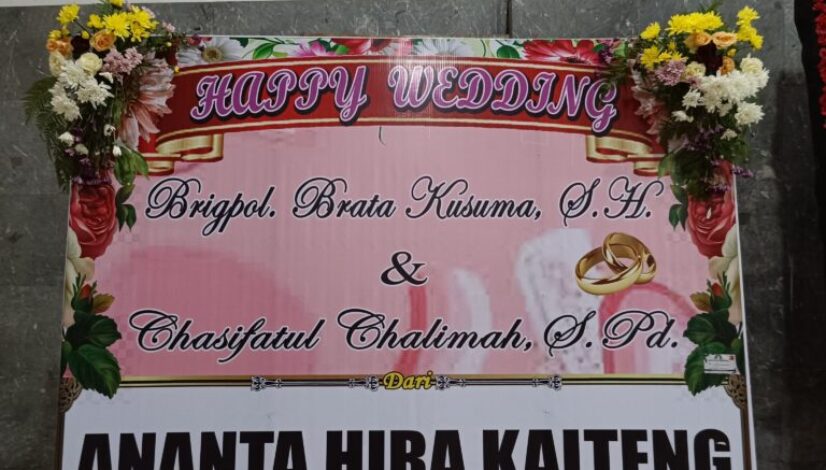 HAPPY WEDDING
Brigpol. Brata Kusuma, S.H.
&
Chasifatul Chalimah, S.Pd.
Dari
ANANTA HIRA KALTENG